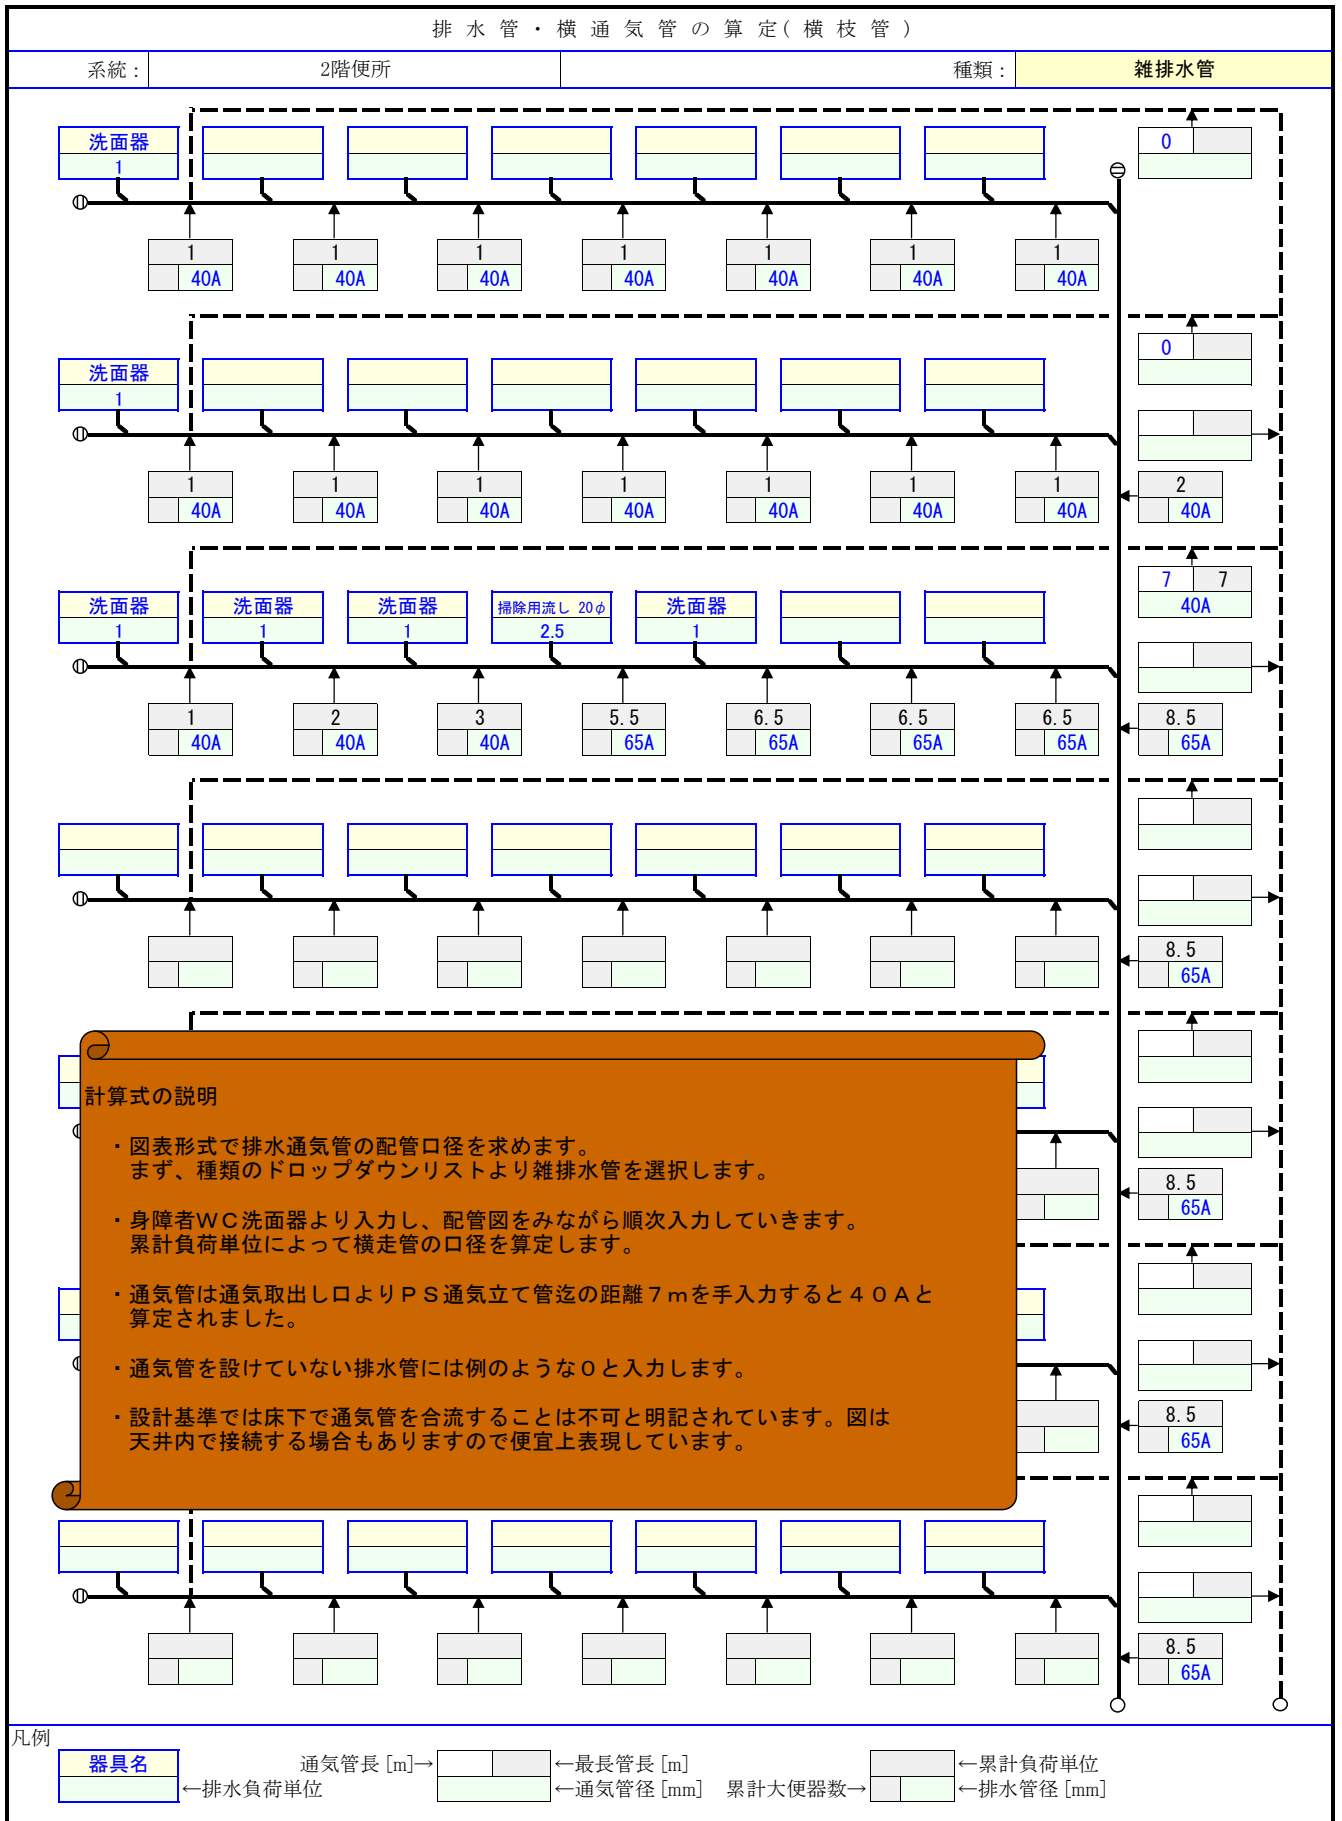 排水管・横通気管の算定(横枝管)
系統：
2階便所
種類：
雑排水管
洗面器
1
0
1 1 1 1 1 1 1
40A 40A 40A 40A 40A 40A 40A
0
洗面器
1
1 1 1 1 1 1 1 2
40A 40A 40A 40A 40A 40A 40A 40A
7 7
40A
洗面器 洗面器 洗面器 掃除用流し 20φ 洗面器
1 1 1 2.5 1
1 2 3 5.5 6.5 6.5 6.5 8.5
40A 40A 40A 65A 65A 65A 65A 65A
8.5
65A
計算式の説明
・図表形式で排水通気管の配管口径を求めます。
まず、種類のドロップダウンリストより雑排水管を選択します。
・身障者ＷＣ洗面器より入力し、配管図をみながら順次入力していきます。
累計負荷単位によって横走管の口径を算定します。
・通気管は通気取出し口よりＰＳ通気立て管迄の距離７ｍを手入力すると４０Ａと
算定されました。
・通気管を設けていない排水管には例のような０と入力します。
・設計基準では床下で通気管を合流することは不可と明記されています。図は
天井内で接続する場合もありますので便宜上表現しています。
8.5
65A
8.5
65A
8.5
65A
凡例
器具名
←排水負荷単位
通気管長[m]→
←最長管長[m]
←通気管径[mm]
累計大便器数→
←累計負荷単位
←排水管径[mm]